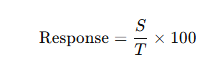 Response = S/T × 100